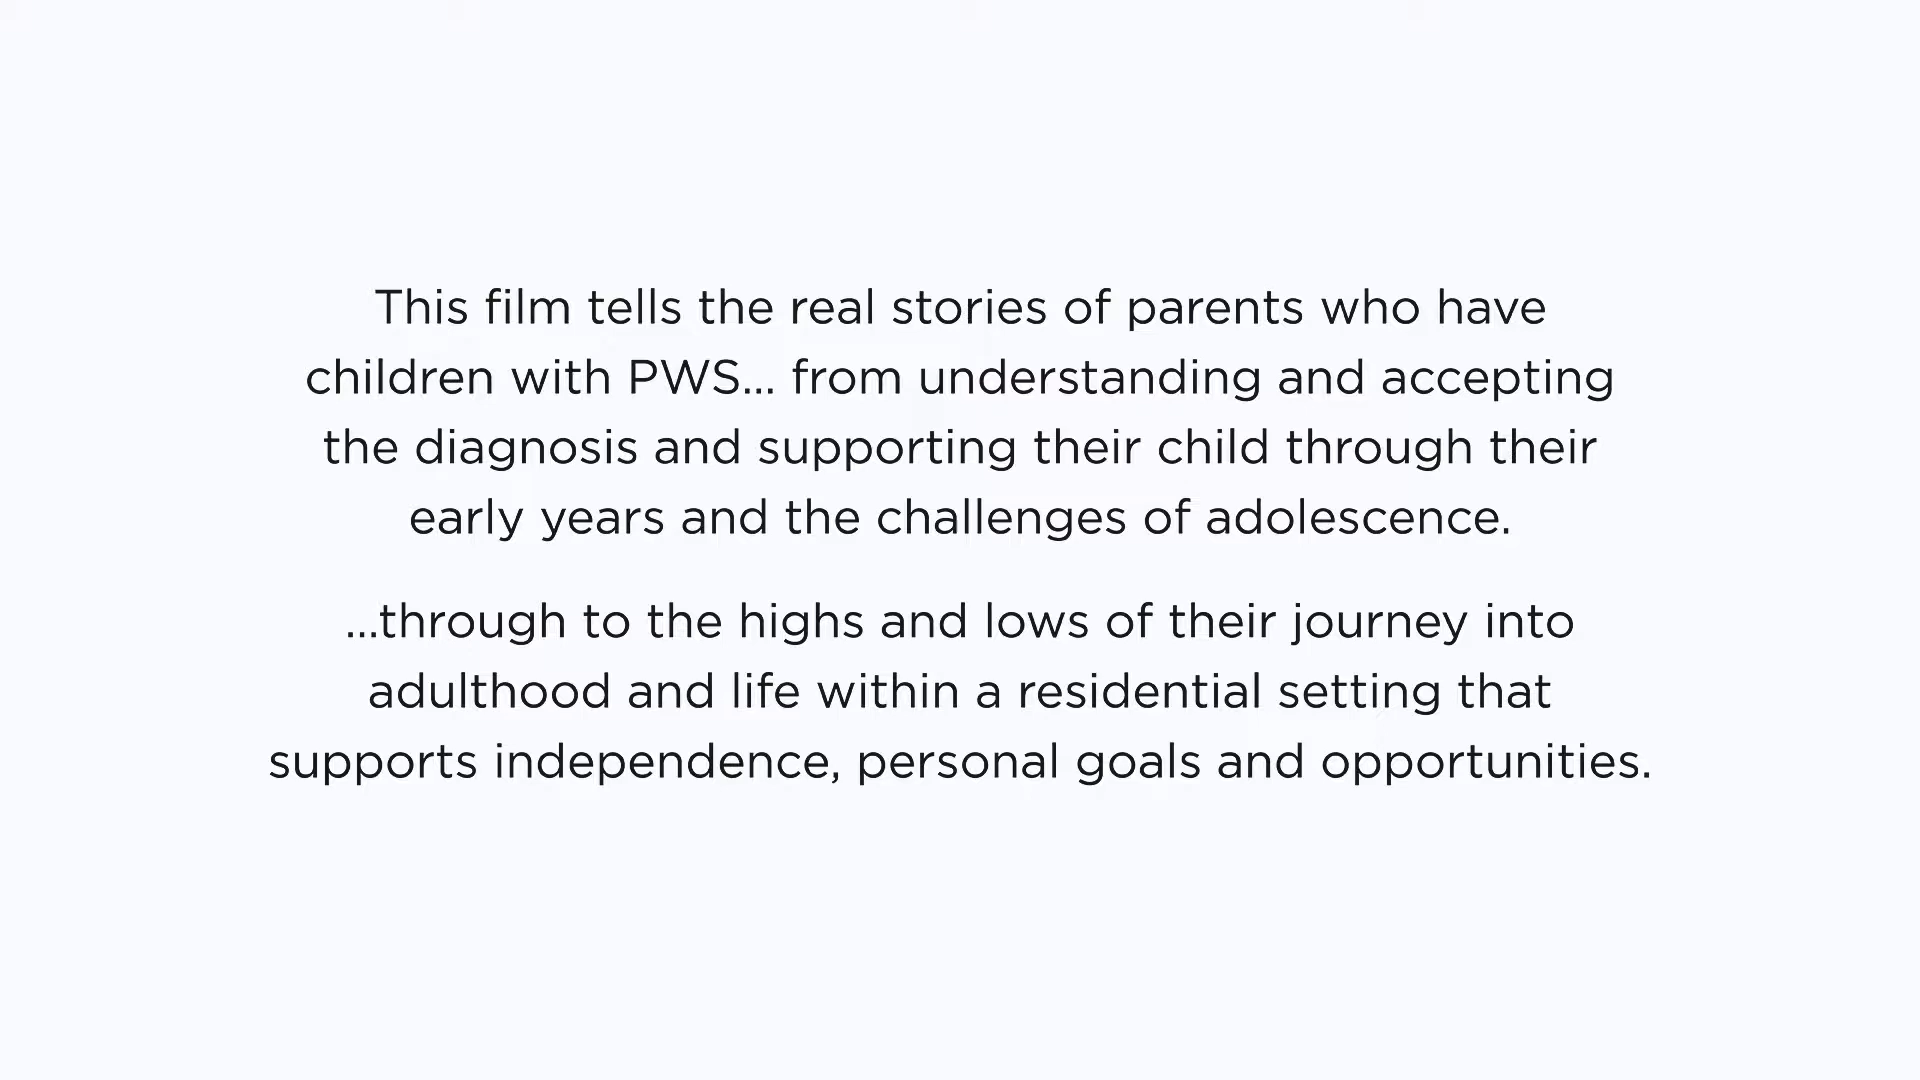 This film tells the real stories of parents who have
children with PWS... from understanding and accepting
the diagnosis and supporting their child through their
early years and the challenges of adolescence.
...through to the highs and lows of their journey into
adulthood and life within a residential setting that
supports independence, personal goals and opportunities.